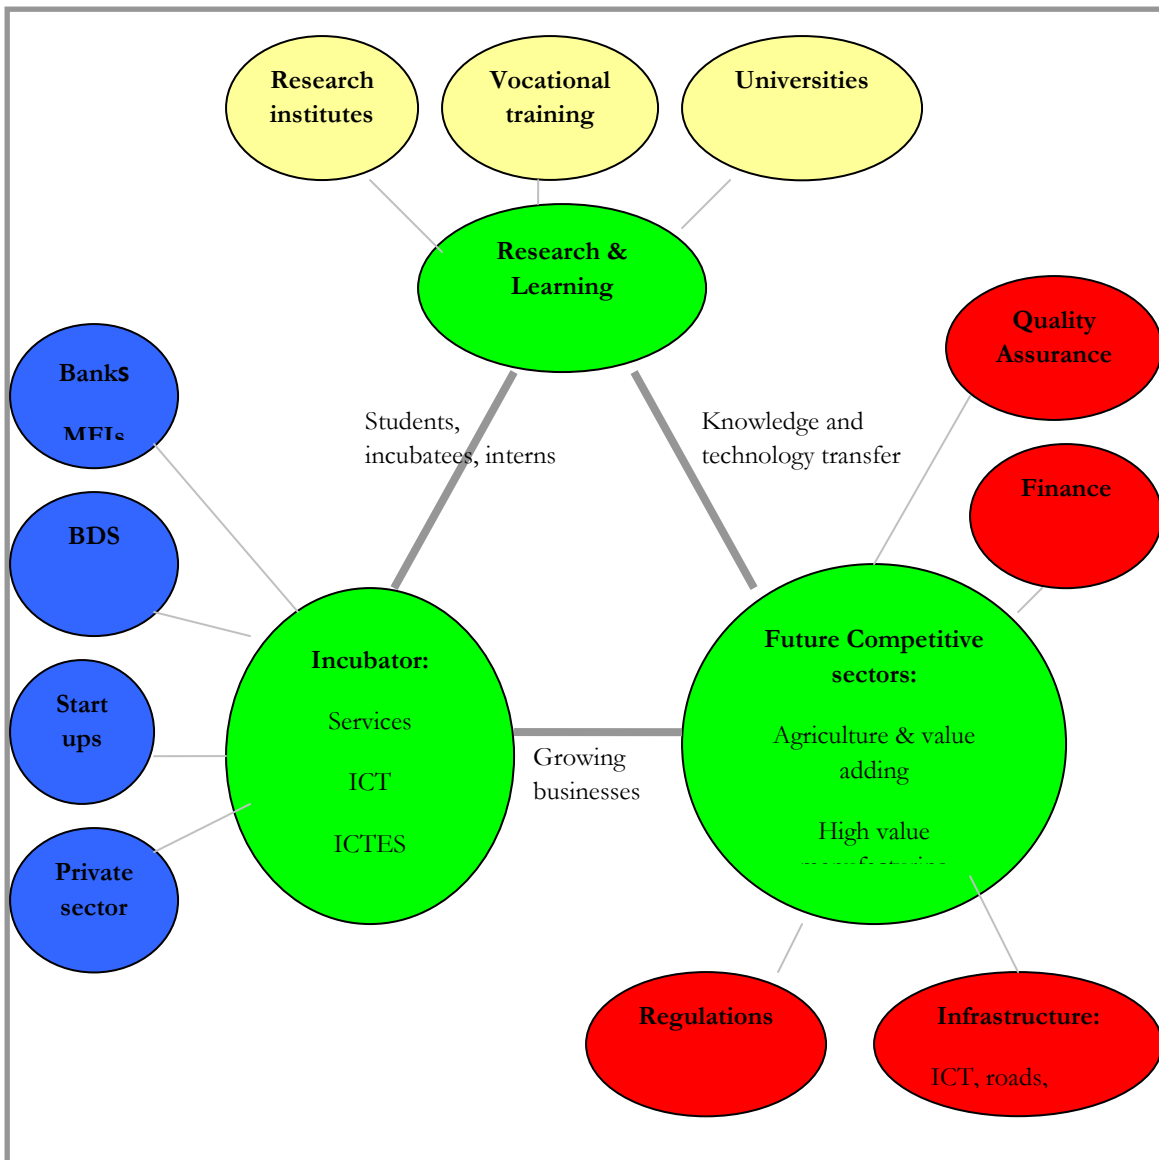 Research
institutes
Vocational
training
Universities
Research &
Learning
Quality
Assurance
Banks
MFIs
Students,
incubatees, interns
Knowledge and
technology transfer
Finance
BDS
Future Competitive
sectors:
Agriculture & value
adding
High value
manufacturing
Incubator:
Services
ICT
ICTES
Start
ups
Growing
businesses
Private
sector
Regulations
Infrastructure:
ICT, roads,